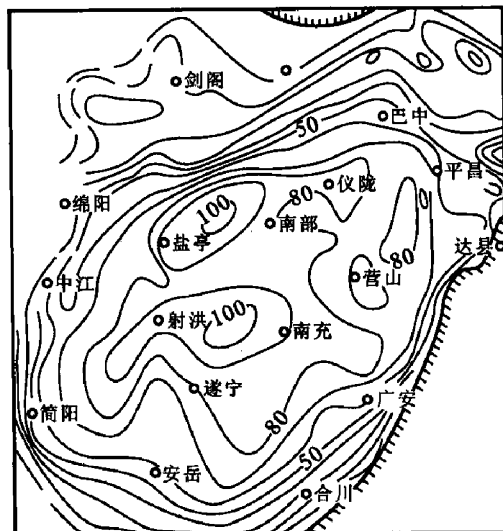 剑阁
巴中
50
平昌
仪陇
80
绵阳
100
南部
0
盐亭
达县
80
中江
营山
射洪
100
南充
遂宁
广安
简阳
80
50
安岳
合川